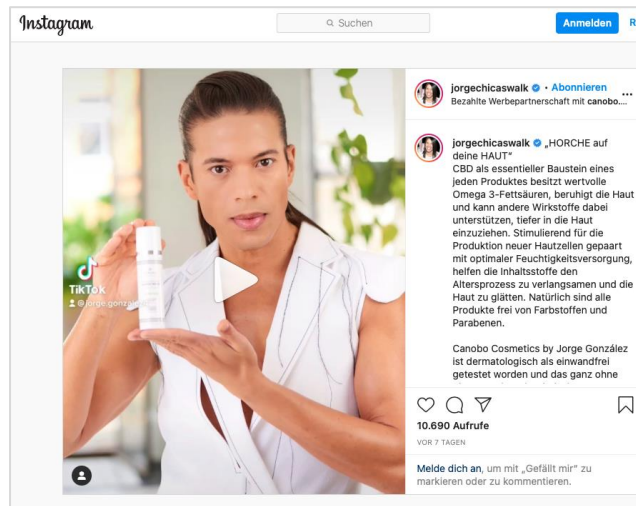 Instagram
Suchen
Anmelden
R
jorgechicaswalk • Abonnieren
Bezahlte Werbepartnerschaft mit canobo....
...
jorgechicaswalk „HORCHE auf
deine HAUT“
CBD als essentieller Baustein eines
jeden Produktes besitzt wertvolle
Omega 3-Fettsäuren, beruhigt die Haut
und kann andere Wirkstoffe dabei
unterstützen, tiefer in die Haut
einzuziehen. Stimulierend für die
Produktion neuer Hautzellen gepaart
mit optimaler Feuchtigkeitsversorgung,
helfen die Inhaltsstoffe den
Altersprozess zu verlangsamen und die
Haut zu glätten. Natürlich sind alle
Produkte frei von Farbstoffen und
Parabenen.
Canobo Cosmetics by Jorge González
ist dermatologisch als einwandfrei
getestet worden und das ganz ohne
TikTok
10.690 Aufrufe
VOR 7 TAGEN
Melde dich an, um mit „Gefällt mir“ zu
markieren oder zu kommentieren.